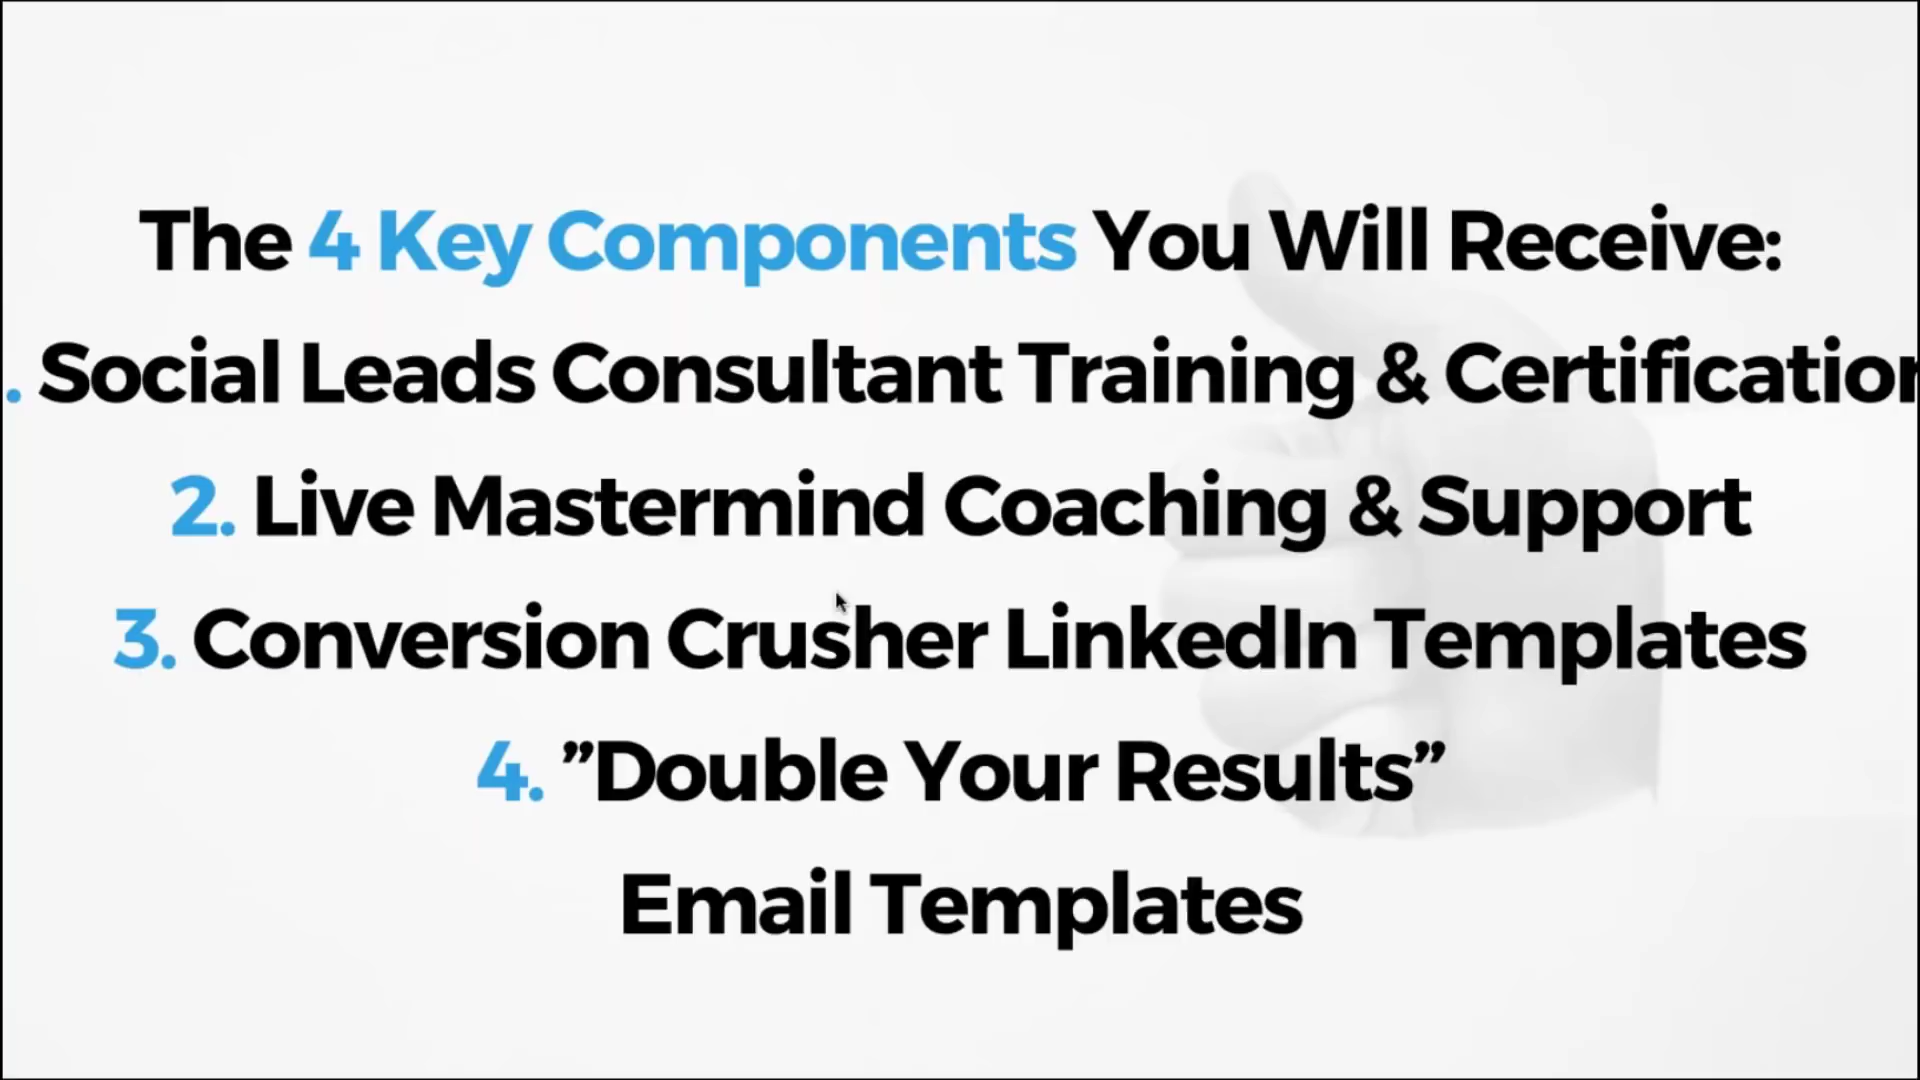 The 4 Key Components You Will Receive:
. Social Leads Consultant Training & Certification
2. Live Mastermind Coaching & Support
3. Conversion Crusher LinkedIn Templates
4. ”Double Your Results”
Email Templates